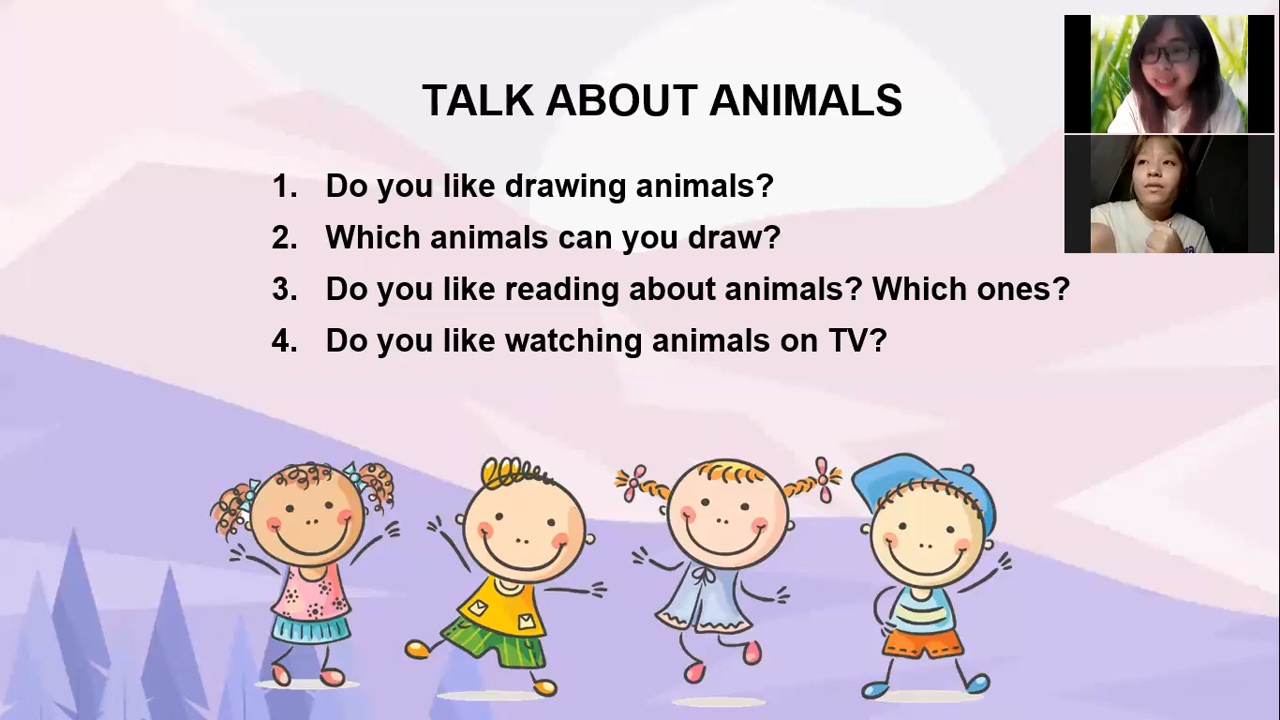 TALK ABOUT ANIMALS
1. Do you like drawing animals?
2. Which animals can you draw?
3. Do you like reading about animals? Which ones?
4. Do you like watching animals on TV?